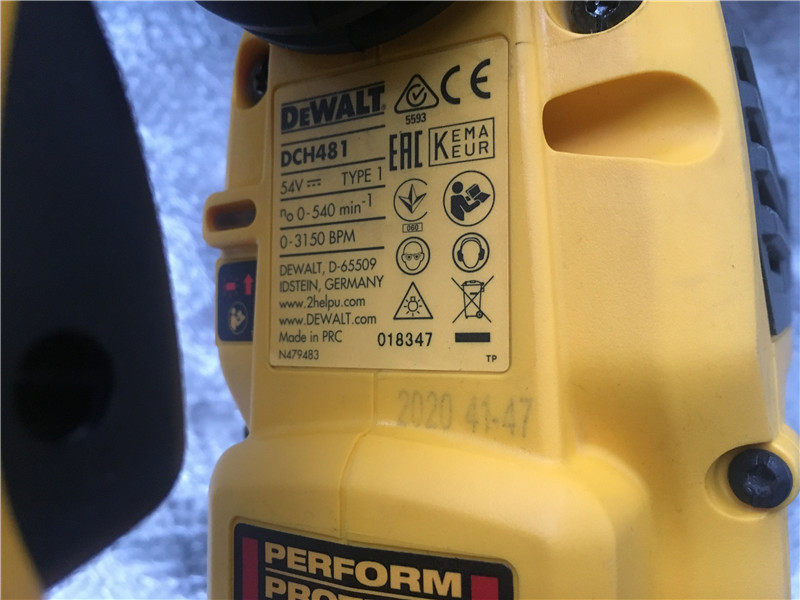 DEWALT
DCH481
54V TYPE 1
n₀ 0-540 min-1
0-3150 BPM
DEWALT, D-65509
IDSTEIN, GERMANY
www.2helpu.com
www.DEWALT.com
Made in PRC
N479483
CE
5593
EAC KEMA
KEUR
060
018347
TP
2020 41-47
PERFORM
PROT